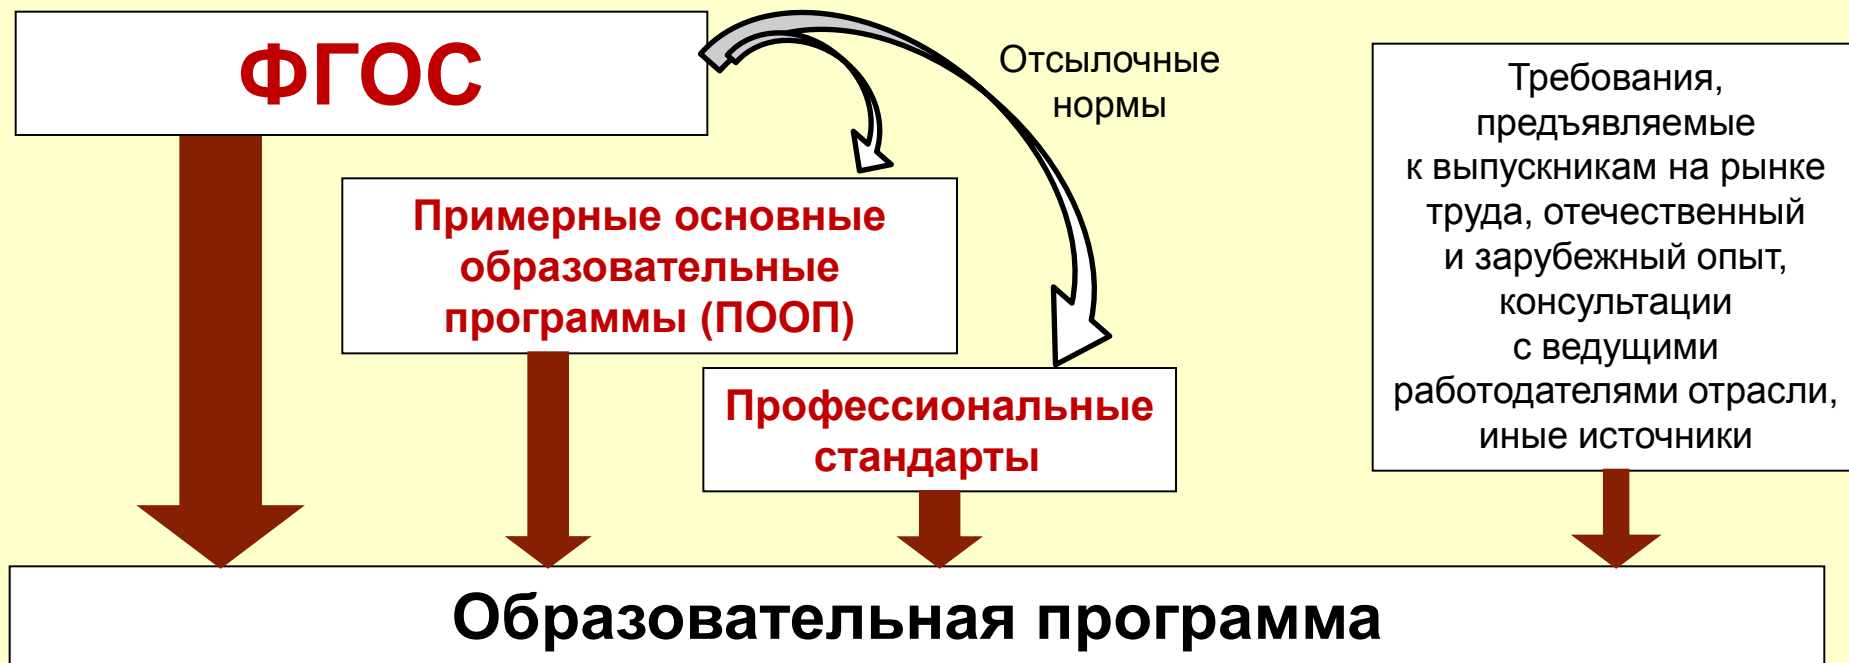 ФГОС
Отсылочные
нормы
Требования,
предъявляемые
к выпускникам на рынке
труда, отечественный
и зарубежный опыт,
консультации
с ведущими
работодателями отрасли,
иные источники
Примерные основные
образовательные
программы (ПООП)
Профессиональные
стандарты
Образовательная программа